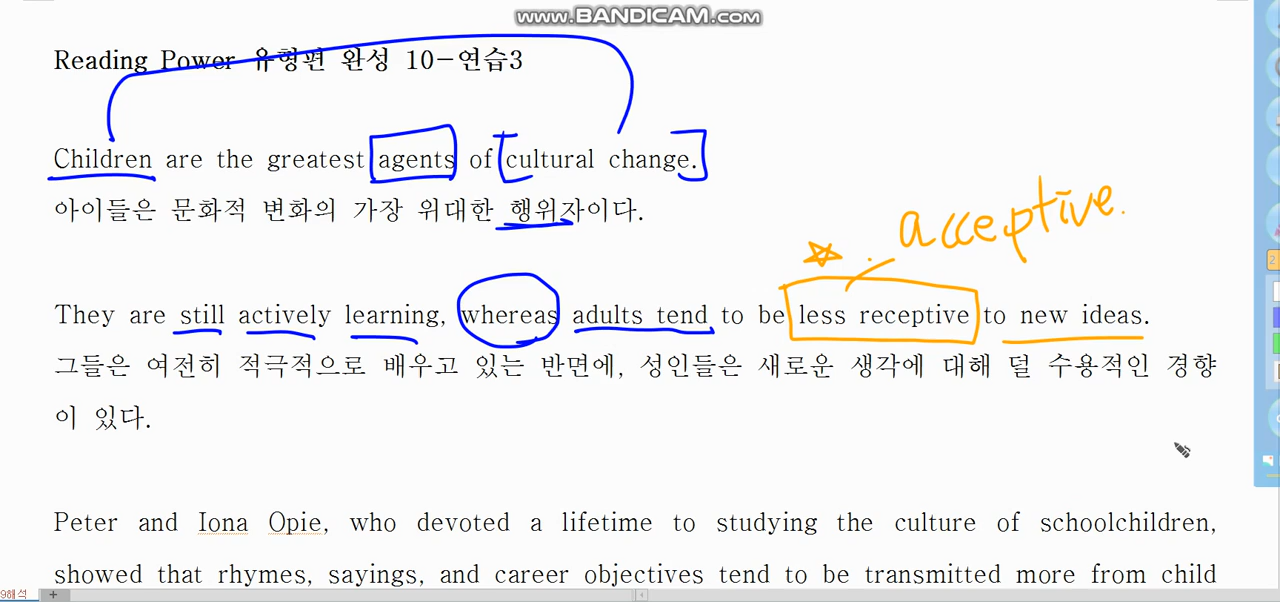 www.BANDICAM.com
Reading Power 유형편 완성 10-연습3
Children are the greatest agents of cultural change.
아이들은 문화적 변화의 가장 위대한 행위자이다.
acceptive.
They are still actively learning, whereas adults tend to be less receptive to new ideas.
그들은 여전히 적극적으로 배우고 있는 반면에, 성인들은 새로운 생각에 대해 덜 수용적인 경향
이 있다.
Peter and Iona Opie, who devoted a lifetime to studying the culture of schoolchildren,
showed that rhymes, sayings, and career objectives tend to be transmitted more from child
9해석